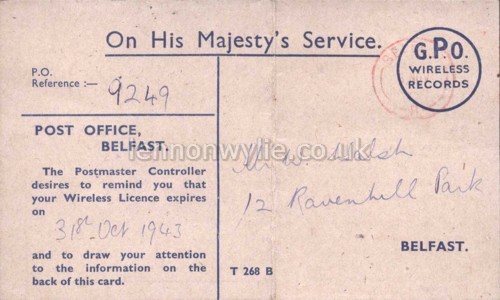 On His Majesty's Service.
G.P.O.
WIRELESS
RECORDS
P.O.
Reference :— 9249
POST OFFICE,
BELFAST.
The Postmaster Controller
desires to remind you that
your Wireless Licence expires
on
31st Oct 1943
and to draw your attention
to the information on the
back of this card.
T 268 B
Walsh
12 Ravenhill Park
BELFAST.
lennonwylie.co.uk